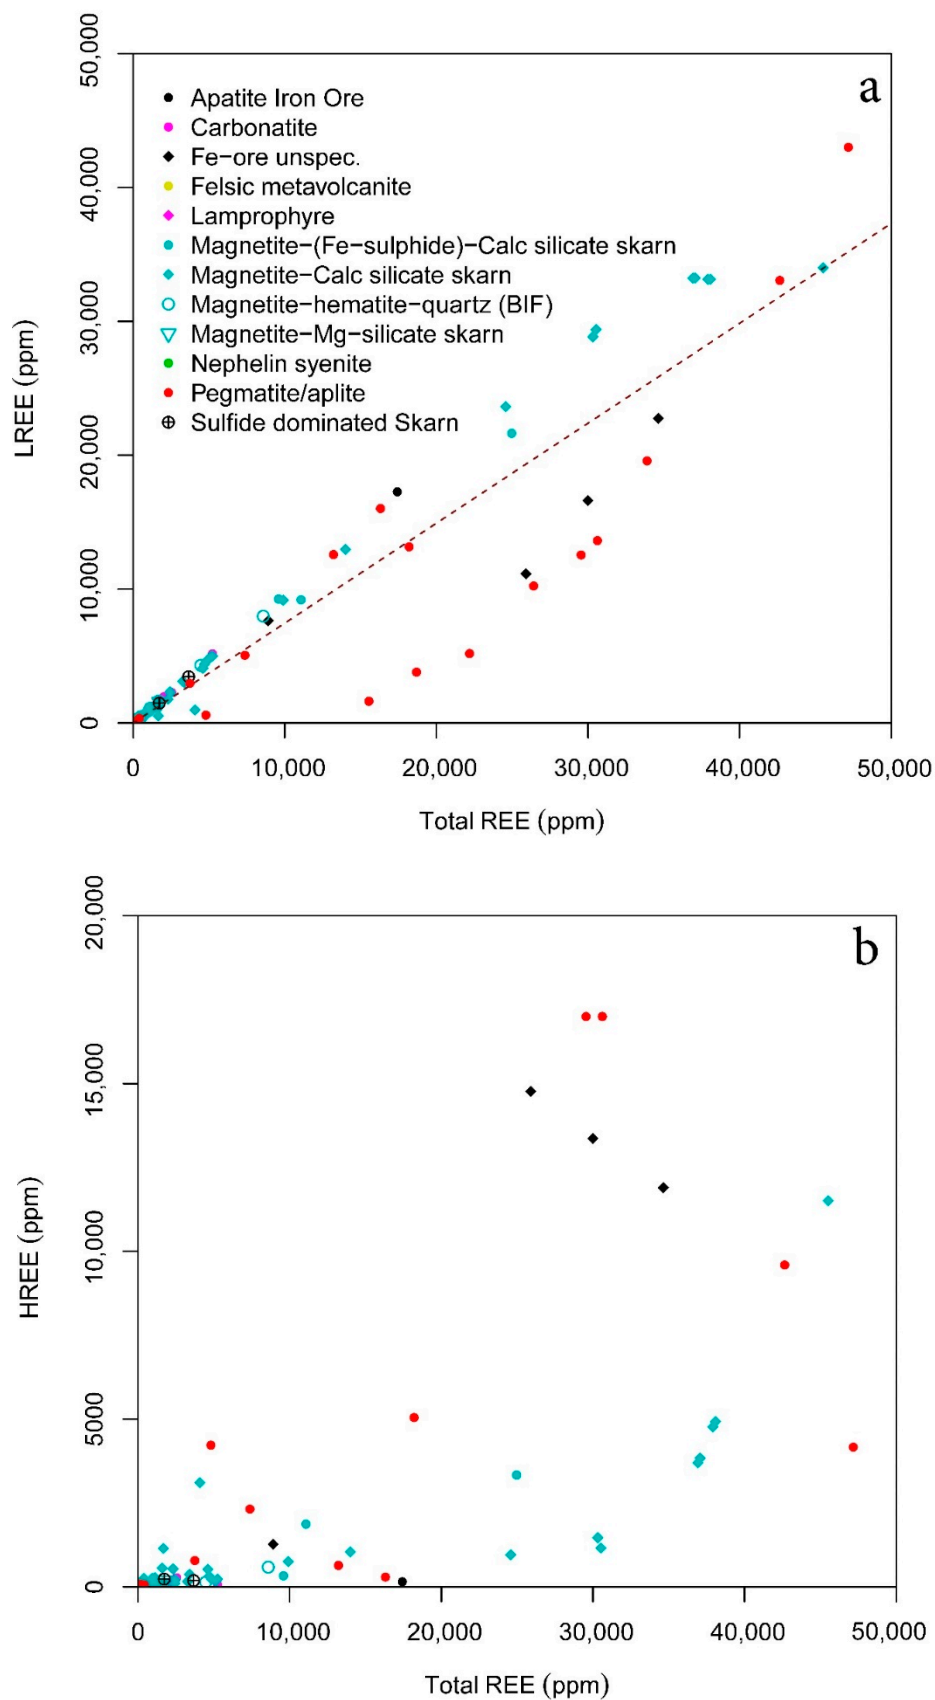 a
50,000
40,000
30,000
20,000
10,000
0
LREE (ppm)
Apatite Iron Ore
Carbonatite
Fe−ore unspec.
Felsic metavolcanite
Lamprophyre
Magnetite−(Fe−sulphide)−Calc silicate skarn
Magnetite−Calc silicate skarn
Magnetite−hematite−quartz (BIF)
Magnetite−Mg−silicate skarn
Nephelin syenite
Pegmatite/aplite
Sulfide dominated Skarn
0 10,000 20,000 30,000 40,000 50,000
Total REE (ppm)
b
20,000
15,000
10,000
5000
0
HREE (ppm)
0 10,000 20,000 30,000 40,000 50,000
Total REE (ppm)